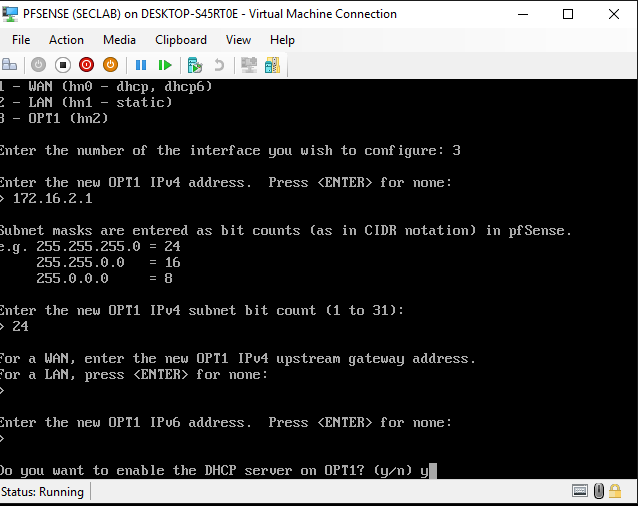 PFSENSE (SECLAB) on DESKTOP-S45RT0E - Virtual Machine Connection
File Action Media Clipboard View Help
1 - WAN (hn0 - dhcp, dhcp6)
2 - LAN (hn1 - static)
3 - OPT1 (hn2)
Enter the number of the interface you wish to configure: 3
Enter the new OPT1 IPv4 address.  Press <ENTER> for none:
> 172.16.2.1
Subnet masks are entered as bit counts (as in CIDR notation) in pfSense.
e.g. 255.255.255.0 = 24
     255.255.0.0   = 16
     255.0.0.0     = 8
Enter the new OPT1 IPv4 subnet bit count (1 to 31):
> 24
For a WAN, enter the new OPT1 IPv4 upstream gateway address.
For a LAN, press <ENTER> for none:
>
Enter the new OPT1 IPv6 address.  Press <ENTER> for none:
>
Do you want to enable the DHCP server on OPT1? (y/n) y
Status: Running